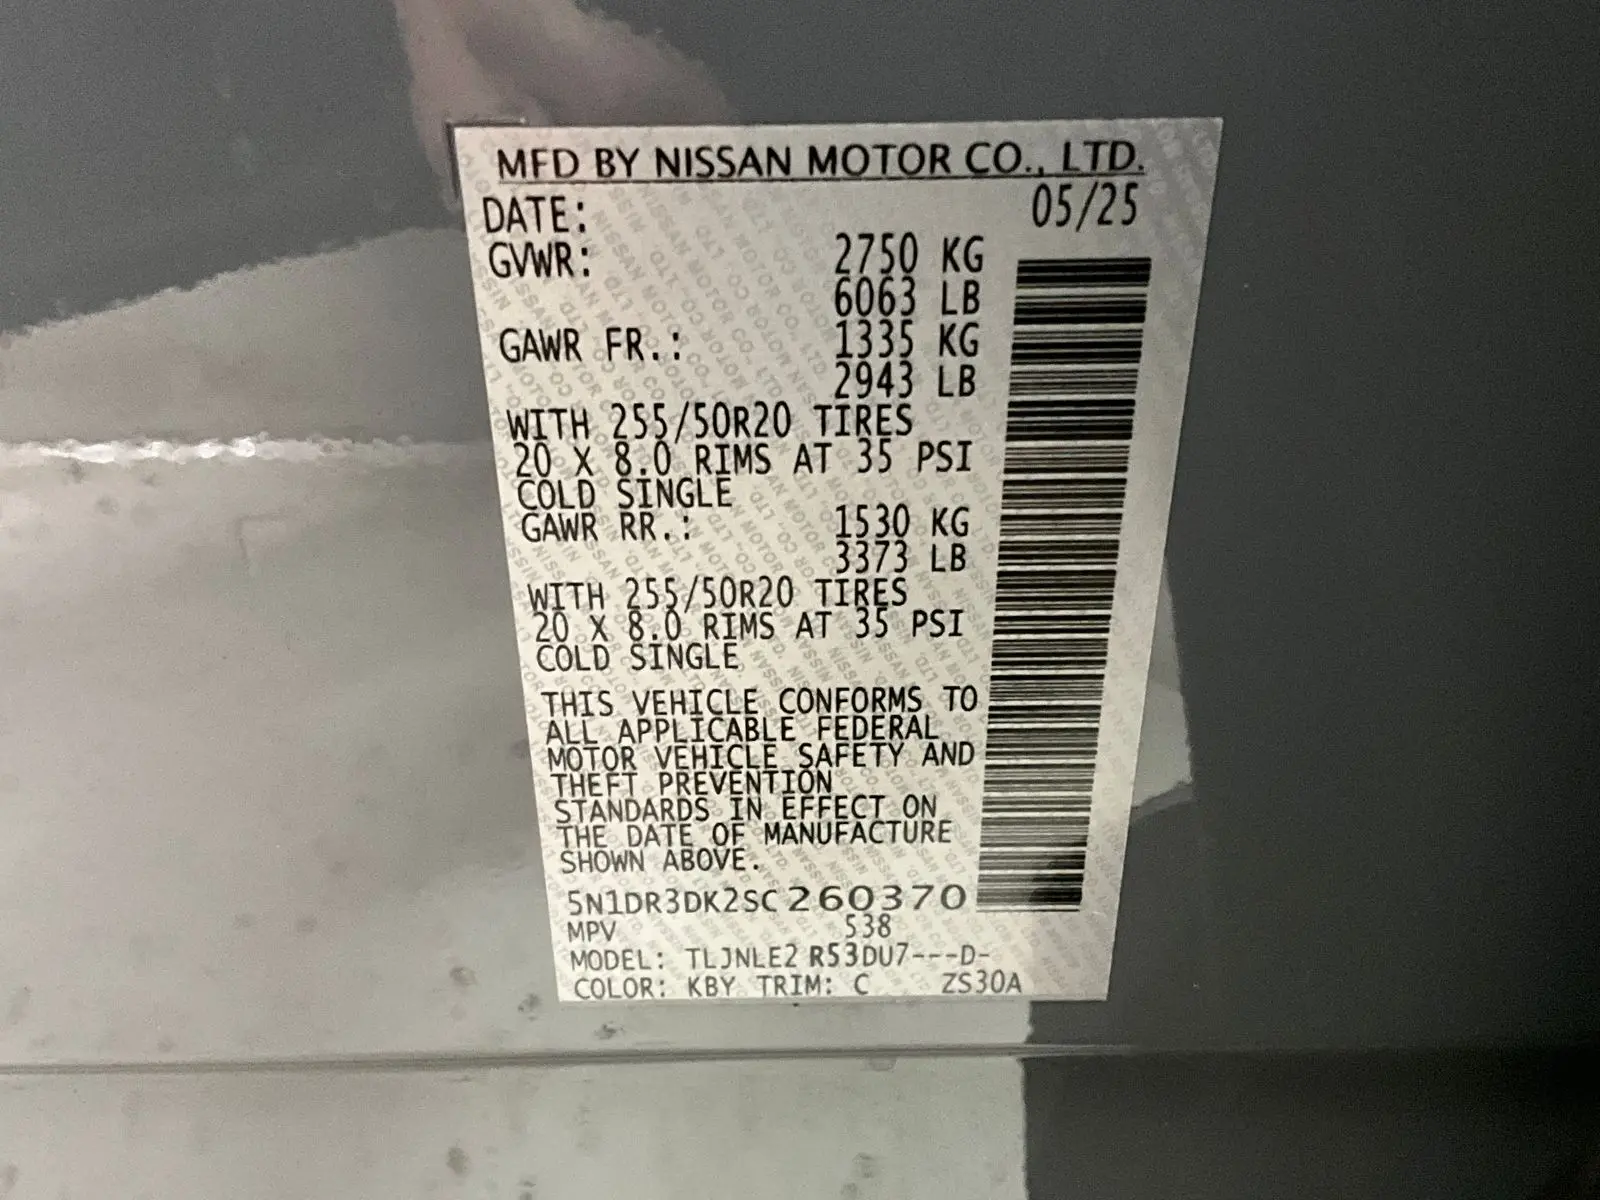 MFD BY NISSAN MOTOR CO., LTD.
DATE: 05/25
GVWR: 2750 KG
6063 LB
GAWR FR.: 1335 KG
2943 LB
WITH 255/50R20 TIRES
20 X 8.0 RIMS AT 35 PSI
COLD SINGLE
GAWR RR.: 1530 KG
3373 LB
WITH 255/50R20 TIRES
20 X 8.0 RIMS AT 35 PSI
COLD SINGLE
THIS VEHICLE CONFORMS TO
ALL APPLICABLE FEDERAL
MOTOR VEHICLE SAFETY AND
THEFT PREVENTION
STANDARDS IN EFFECT ON
THE DATE OF MANUFACTURE
SHOWN ABOVE.
5N1DR3DK2SC260370
MPV 538
MODEL: TLJNLE2 R53DU7---D-
COLOR: KBY TRIM: C ZS30A